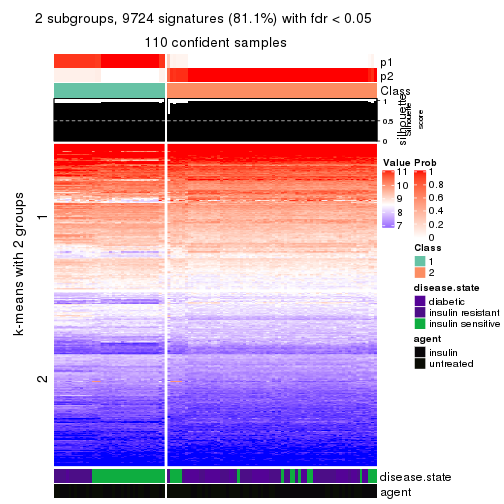 2 subgroups, 9724 signatures (81.1%) with fdr < 0.05
110 confident samples
p1
p2
Class
1
0.5
0
silhouette
Silhouette
score
k-means with 2 groups
1
2
Value
11
10
9
8
7
Prob
0.8
0.6
0.4
0.2
0
Class
1
2
disease.state
diabetic
insulin resistant
insulin sensitive
agent
insulin
untreated
disease.state
agent